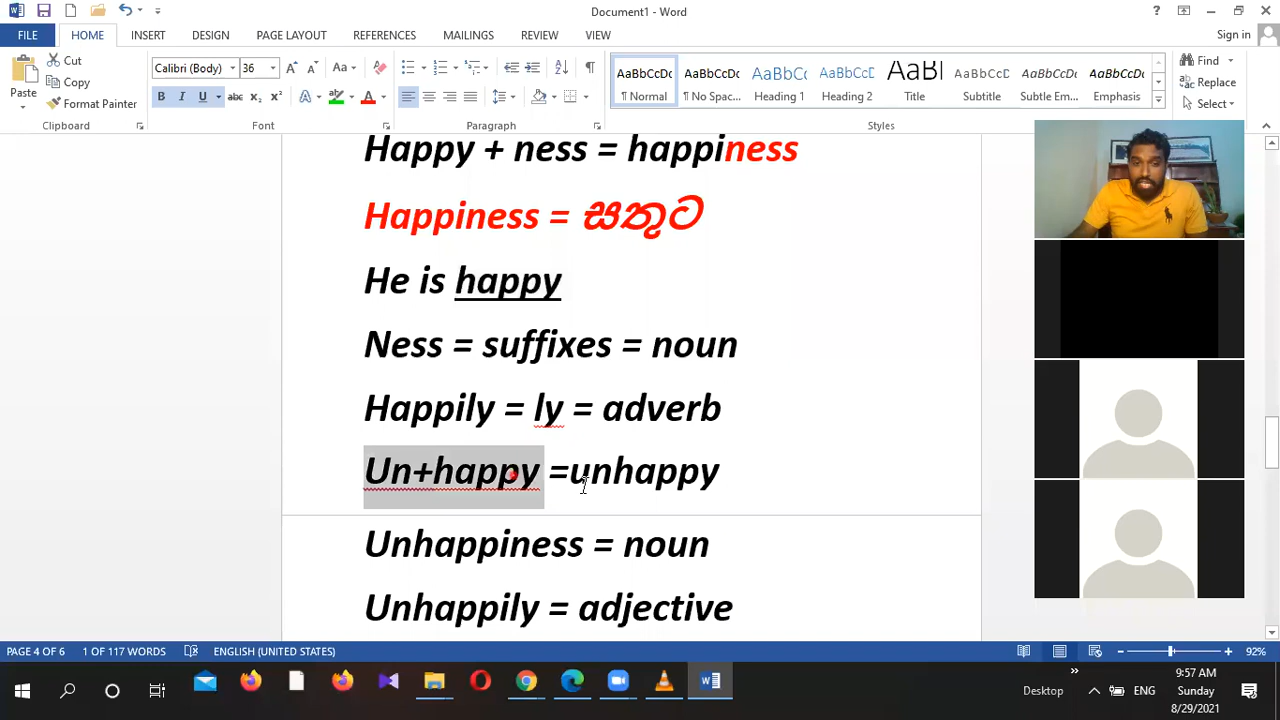 Document1 - Word
FILE HOME INSERT DESIGN PAGE LAYOUT REFERENCES MAILINGS REVIEW VIEW Sign in
Paste Cut Copy Format Painter
Clipboard
Calibri (Body) 36
Font
Paragraph
AaBbCcDc AaBbCcDc AaBbCc AaBbCcL AaBl AaBbCcDc AaBbCcDc AaBbCcDc
¶ Normal ¶ No Spac... Heading 1 Heading 2 Title Subtitle Subtle Em... Emphasis
Styles
Find
Replace
Select
Happy + ness = happiness
Happiness = සතුට
He is happy
Ness = suffixes = noun
Happily = ly = adverb
Un+happy =unhappy
Unhappiness = noun
Unhappily = adjective
PAGE 4 OF 6 1 OF 117 WORDS ENGLISH (UNITED STATES) 92%
Desktop ENG 9:57 AM
Sunday
8/29/2021